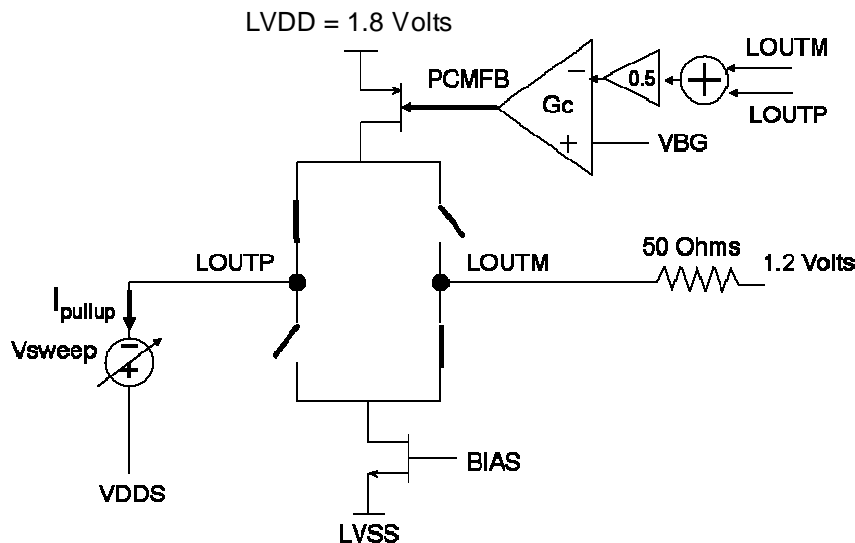 LVDD = 1.8 Volts
LOUTM
PCMFB
−
0.5
+
Gc
LOUTP
+
VBG
50 Ohms
LOUTP
LOUTM
1.2 Volts
Ipullup
Vsweep
−
+
BIAS
VDDS
LVSS